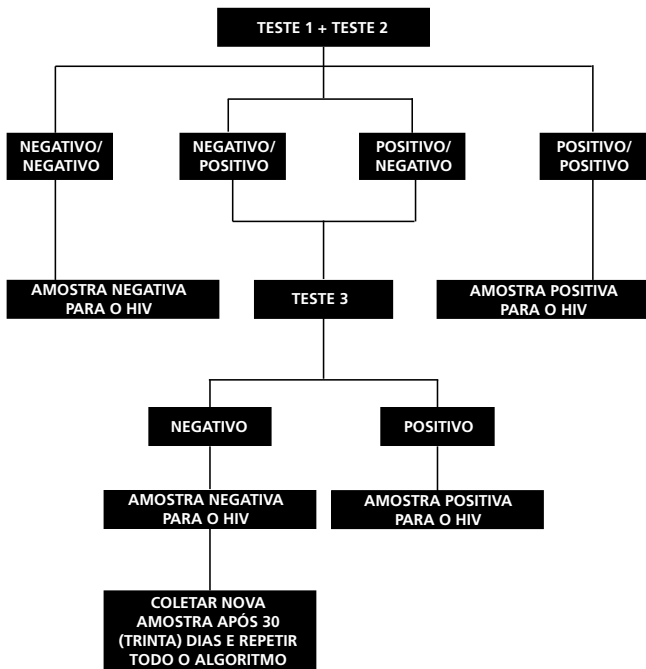 TESTE 1 + TESTE 2
NEGATIVO/
NEGATIVO
NEGATIVO/
POSITIVO
POSITIVO/
NEGATIVO
POSITIVO/
POSITIVO
AMOSTRA NEGATIVA
PARA O HIV
TESTE 3
AMOSTRA POSITIVA
PARA O HIV
NEGATIVO
POSITIVO
AMOSTRA NEGATIVA
PARA O HIV
AMOSTRA POSITIVA
PARA O HIV
COLETAR NOVA
AMOSTRA APÓS 30
(TRINTA) DIAS E REPETIR
TODO O ALGORITMO